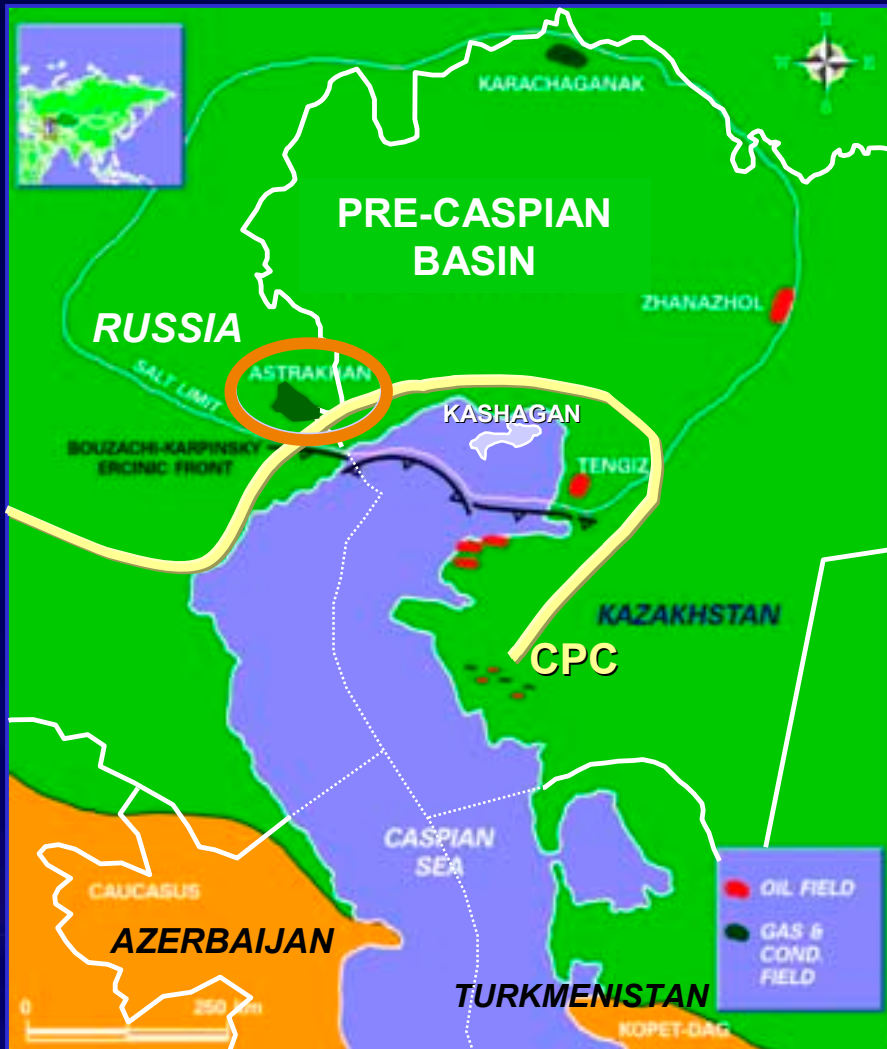 N
W E
S
KARACHAGANAK
PRE-CASPIAN
BASIN
ZHANAZHOL
RUSSIA
SALT LIMIT
ASTRAKHAN
KASHAGAN
BOUZACHI-KARPINSKY
ERCINIC FRONT
TENGIZ
KAZAKHSTAN
CPC
CASPIAN
SEA
CAUCASUS
OIL FIELD
GAS &
COND.
FIELD
AZERBAIJAN
TURKMENISTAN
0 250 km
KOPET-DAG